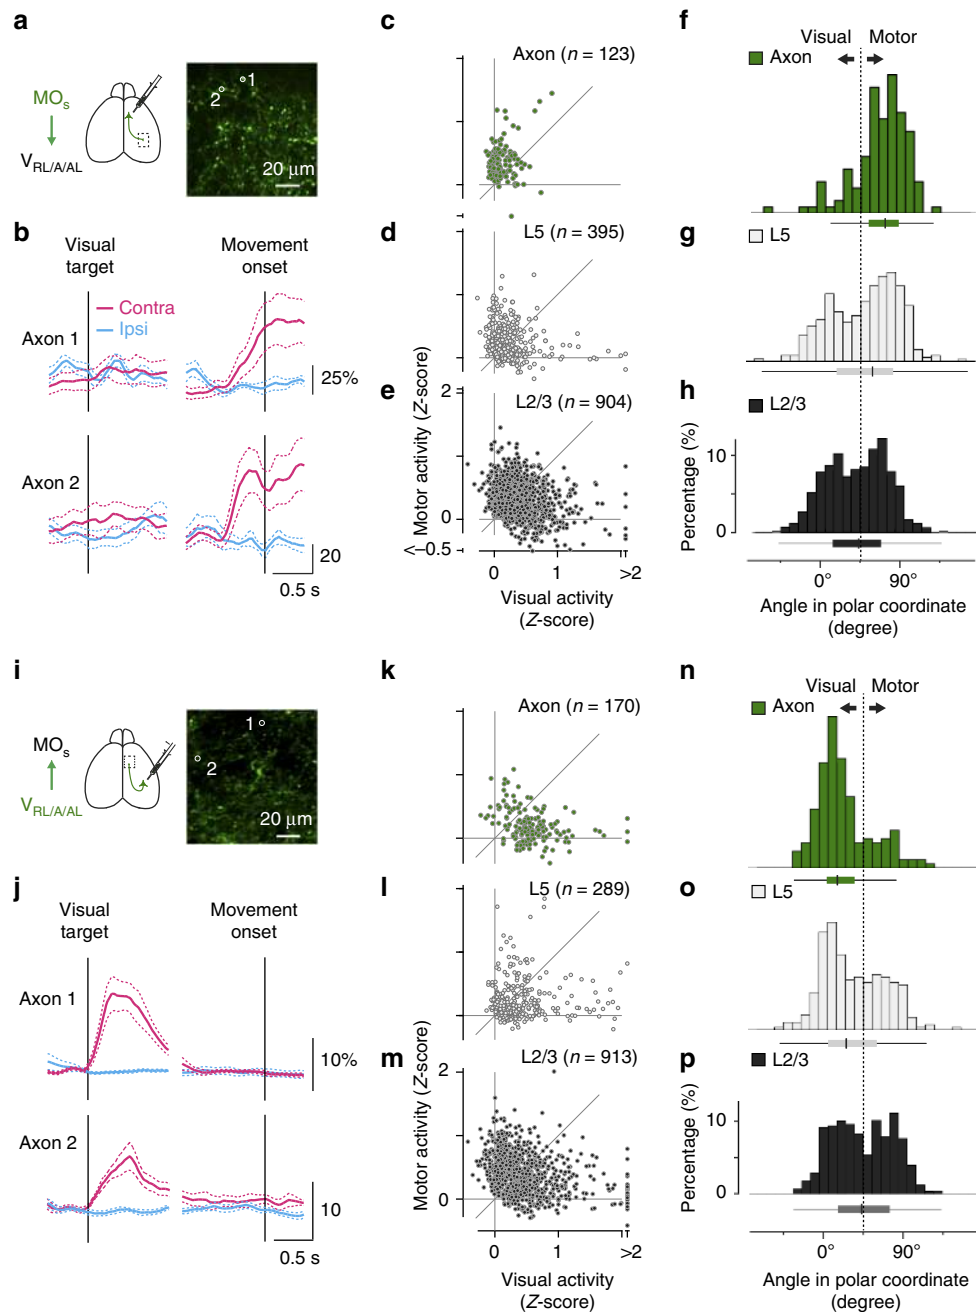 a
MOs
VRL/A/AL
1
2
20 μm
b
Visual
target
Movement
onset
Contra
Ipsi
Axon 1
25%
Axon 2
20
0.5 s
c
Axon (n = 123)
d
L5 (n = 395)
e
L2/3 (n = 904)
2
0
<–0.5
Motor activity (Z-score)
0
1
>2
Visual activity
(Z-score)
f
Visual
Motor
Axon
g
L5
h
L2/3
Percentage (%)
10
0
0°
90°
Angle in polar coordinate
(degree)
i
MOs
VRL/A/AL
1
2
20 μm
j
Visual
target
Movement
onset
Axon 1
10%
Axon 2
10
0.5 s
k
Axon (n = 170)
l
L5 (n = 289)
m
L2/3 (n = 913)
2
0
Motor activity (Z-score)
0
1
>2
Visual activity
(Z-score)
n
Visual
Motor
Axon
o
L5
p
L2/3
Percentage (%)
10
0
0°
90°
Angle in polar coordinate
(degree)